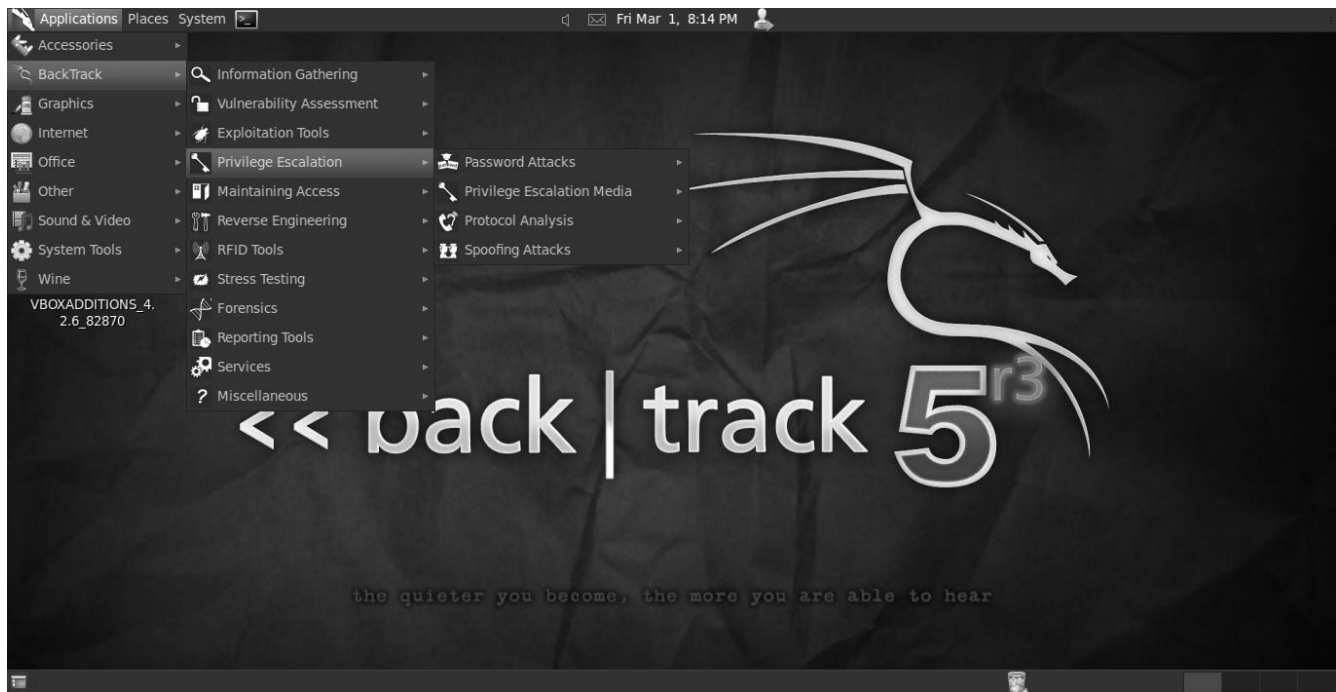 Applications Places System Fri Mar 1, 8:14 PM
Accessories
BackTrack
Graphics
Internet
Office
Other
Sound & Video
System Tools
Wine
Information Gathering
Vulnerability Assessment
Exploitation Tools
Privilege Escalation
Maintaining Access
Reverse Engineering
RFID Tools
Stress Testing
Forensics
Reporting Tools
Services
Miscellaneous
Password Attacks
Privilege Escalation Media
Protocol Analysis
Spoofing Attacks
VBOXADDITIONS_4.
2.6_82870
<< back | track 5 r3
the quieter you become, the more you are able to hear